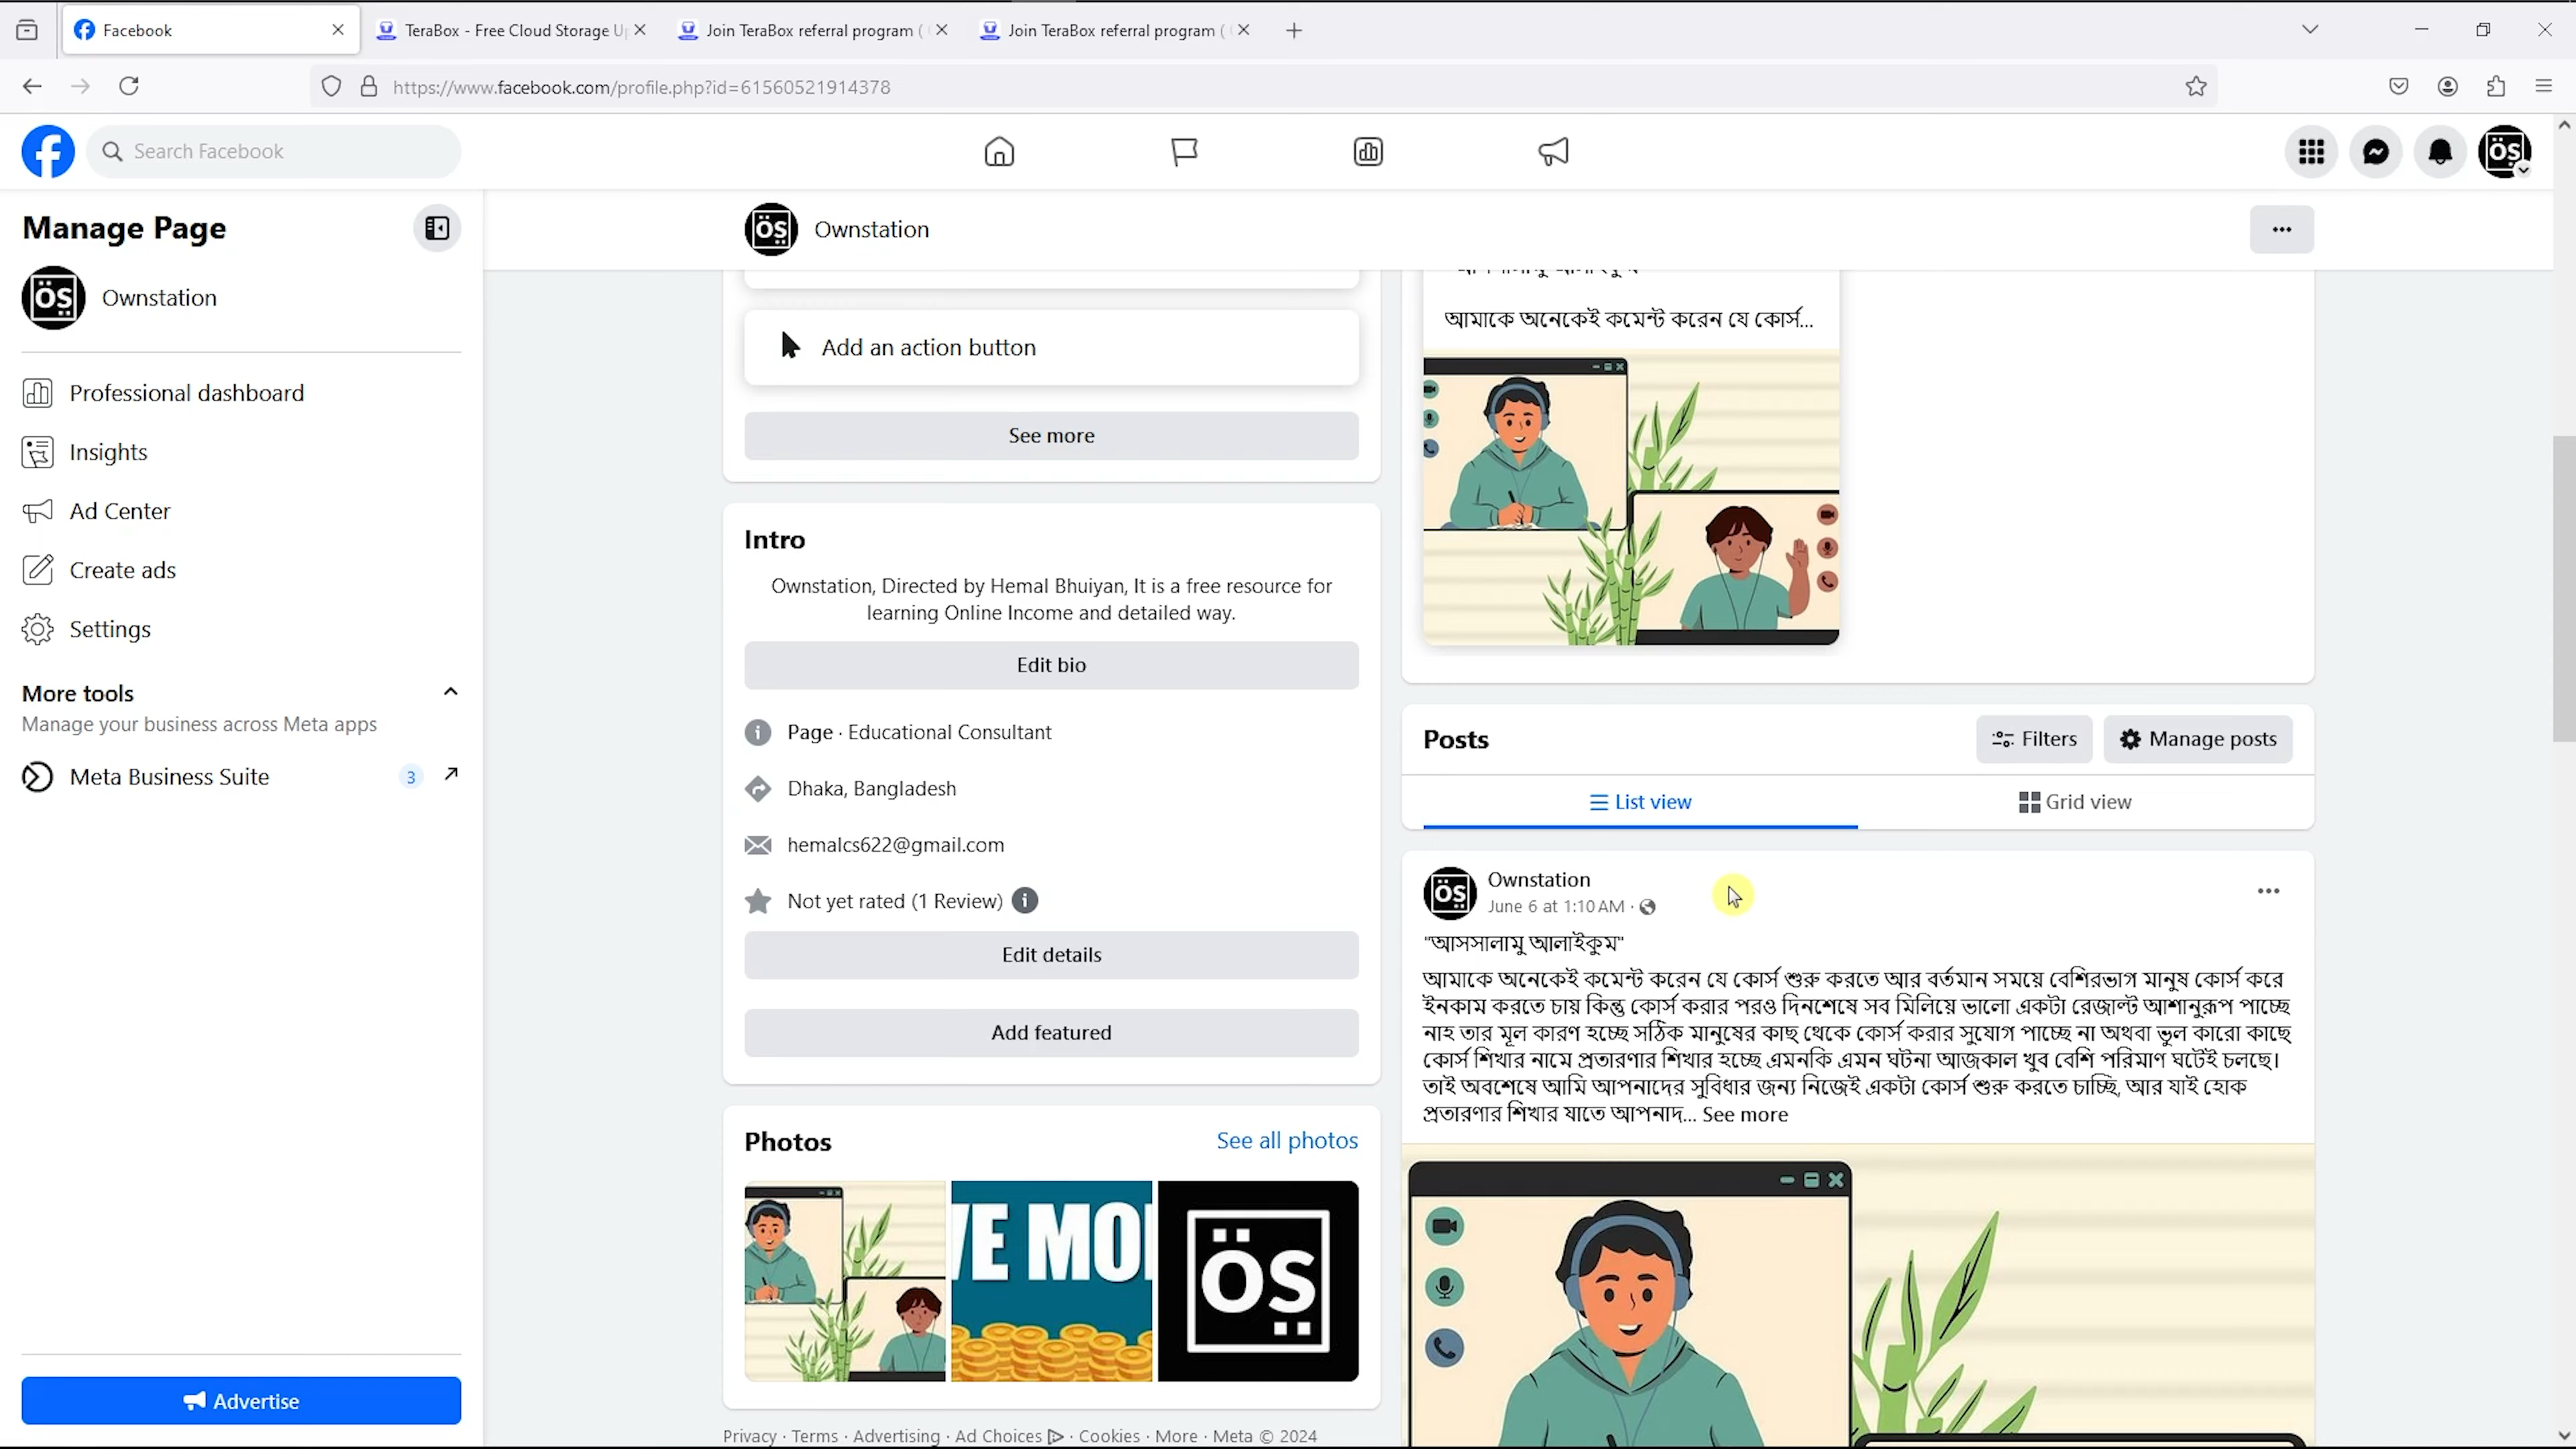 Facebook
TeraBox - Free Cloud Storage U
Join TeraBox referral program (
Join TeraBox referral program (
https://www.facebook.com/profile.php?id=61560521914378
Search Facebook
ÖS
Manage Page
ÖS
Ownstation
ÖS
Ownstation
Professional dashboard
Insights
Ad Center
Create ads
Settings
More tools
Manage your business across Meta apps
Meta Business Suite
3
Advertise
Add an action button
See more
Intro
Ownstation, Directed by Hemal Bhuiyan, It is a free resource for
learning Online Income and detailed way.
Edit bio
Page · Educational Consultant
Dhaka, Bangladesh
hemalcs622@gmail.com
Not yet rated (1 Review)
Edit details
Add featured
Photos
See all photos
VE MO
ÖS
Privacy · Terms · Advertising · Ad Choices · Cookies · More · Meta © 2024
আমাকে অনেকেই কমেন্ট করেন যে কোর্স...
Posts
Filters
Manage posts
List view
Grid view
ÖS
Ownstation
June 6 at 1:10 AM ·
"আসসালামু আলাইকুম"
আমাকে অনেকেই কমেন্ট করেন যে কোর্স শুরু করতে আর বর্তমান সময়ে বেশিরভাগ মানুষ কোর্স করে
ইনকাম করতে চায় কিন্তু কোর্স করার পরও দিনশেষে সব মিলিয়ে ভালো একটা রেজাল্ট আশানুরূপ পাচ্ছে
নাহ তার মূল কারণ হচ্ছে সঠিক মানুষের কাছ থেকে কোর্স করার সুযোগ পাচ্ছে না অথবা ভুল কারো কাছে
কোর্স শিখার নামে প্রতারণার শিখার হচ্ছে এমনকি এমন ঘটনা আজকাল খুব বেশি পরিমাণ ঘটেই চলছে।
তাই অবশেষে আমি আপনাদের সুবিধার জন্য নিজেই একটা কোর্স শুরু করতে চাচ্ছি, আর যাই হোক
প্রতারণার শিখার যাতে আপনাদ... See more